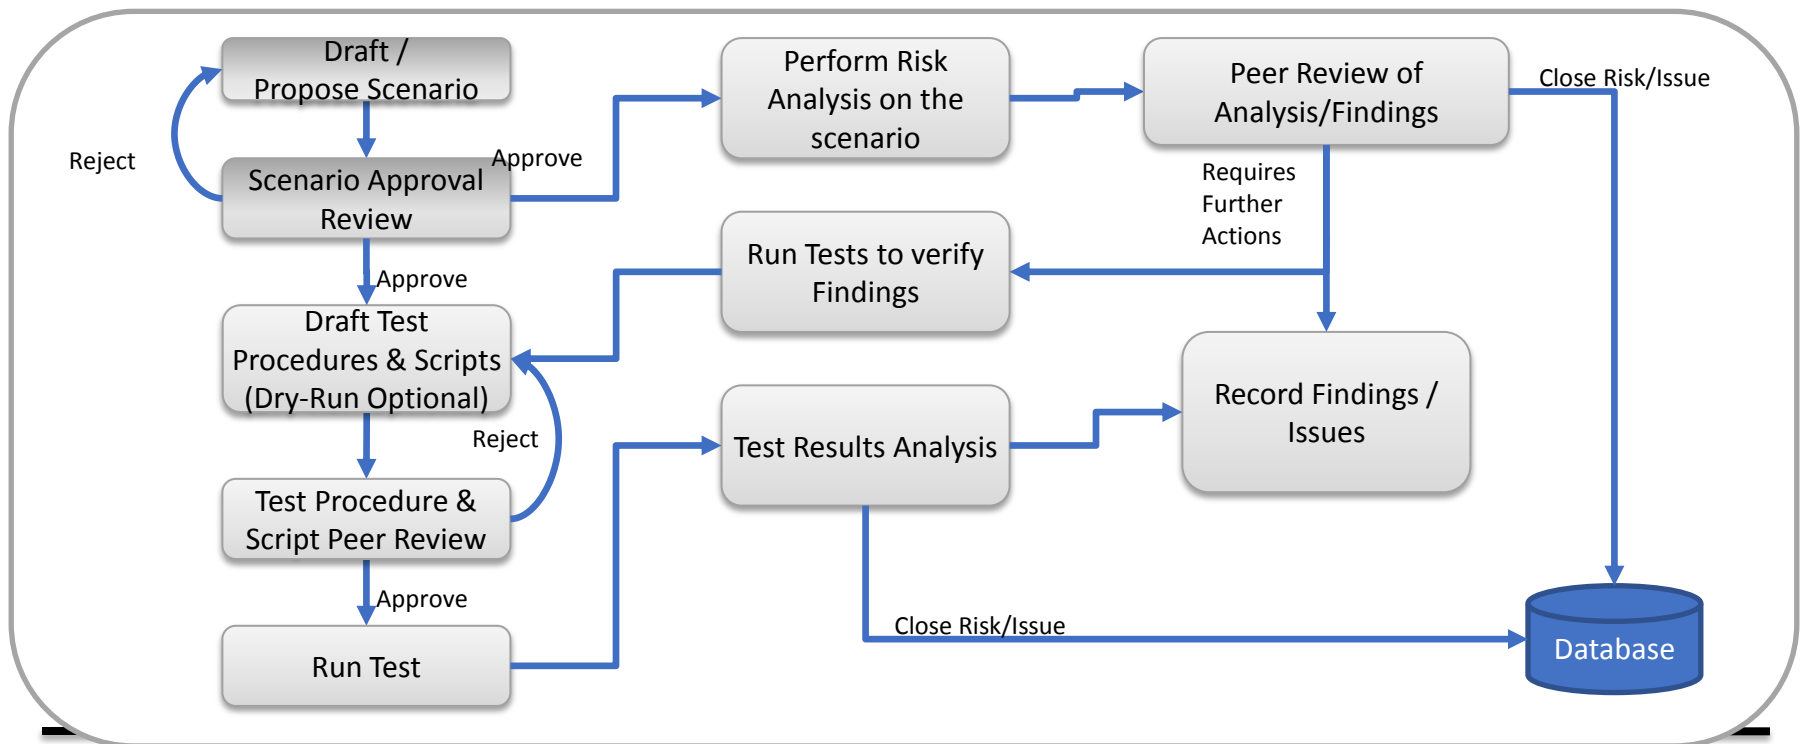 Draft /
Propose Scenario
Reject
Scenario Approval
Review
Approve
Perform Risk
Analysis on the
scenario
Peer Review of
Analysis/Findings
Close Risk/Issue
Requires
Further
Actions
Approve
Run Tests to verify
Findings
Draft Test
Procedures & Scripts
(Dry-Run Optional)
Reject
Test Results Analysis
Record Findings /
Issues
Test Procedure &
Script Peer Review
Approve
Run Test
Close Risk/Issue
Database